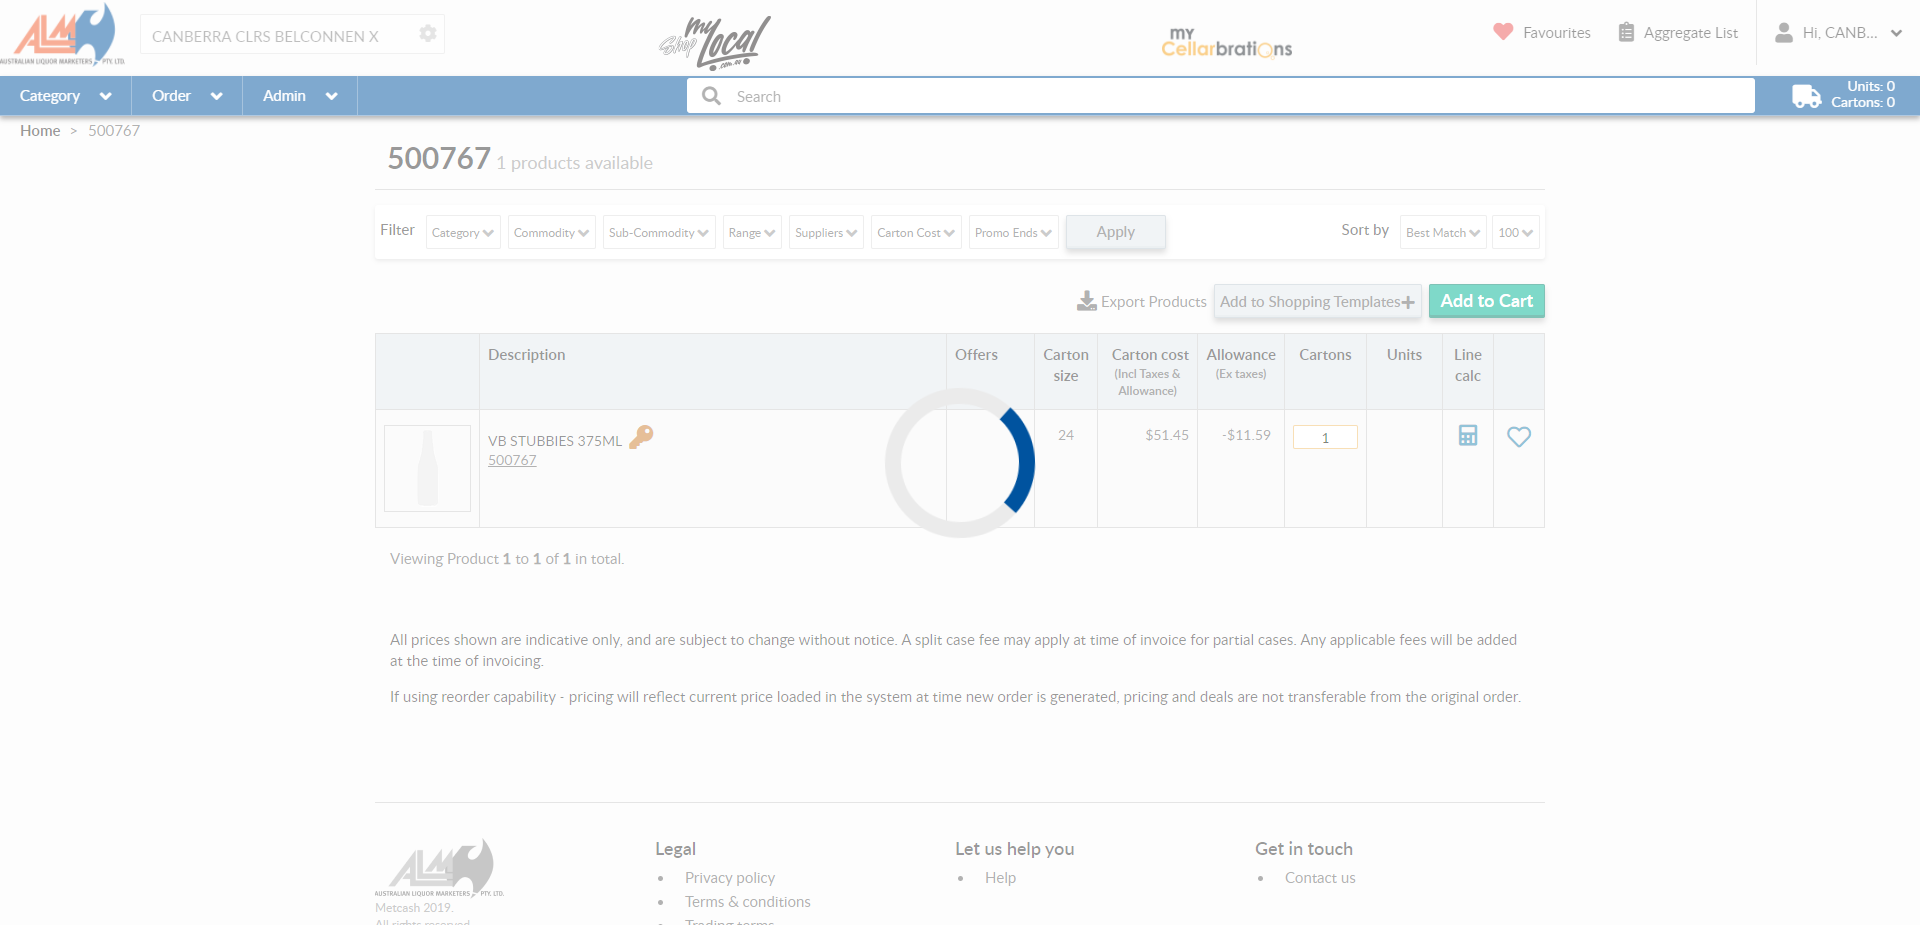 ALM
AUSTRALIAN LIQUOR MARKETERS PTY. LTD.
CANBERRA CLRS BELCONNEN X
Shop my Local
.com.au
my
Cellarbrations
Favourites
Aggregate List
Hi, CANB...
Category
Order
Admin
Search
Units: 0
Cartons: 0
Home > 500767
500767 1 products available
Filter
Category
Commodity
Sub-Commodity
Range
Suppliers
Carton Cost
Promo Ends
Apply
Sort by
Best Match
100
Export Products
Add to Shopping Templates+
Add to Cart
Description
Offers
Carton size
Carton cost
(Incl Taxes & Allowance)
Allowance
(Ex taxes)
Cartons
Units
Line calc
VB STUBBIES 375ML
500767
24
$51.45
-$11.59
1
Viewing Product 1 to 1 of 1 in total.
All prices shown are indicative only, and are subject to change without notice. A split case fee may apply at time of invoice for partial cases. Any applicable fees will be added
at the time of invoicing.
If using reorder capability - pricing will reflect current price loaded in the system at time new order is generated, pricing and deals are not transferable from the original order.
ALM
AUSTRALIAN LIQUOR MARKETERS PTY. LTD.
Metcash 2019.
All rights reserved
Legal
• Privacy policy
• Terms & conditions
• Trading terms
Let us help you
• Help
Get in touch
• Contact us